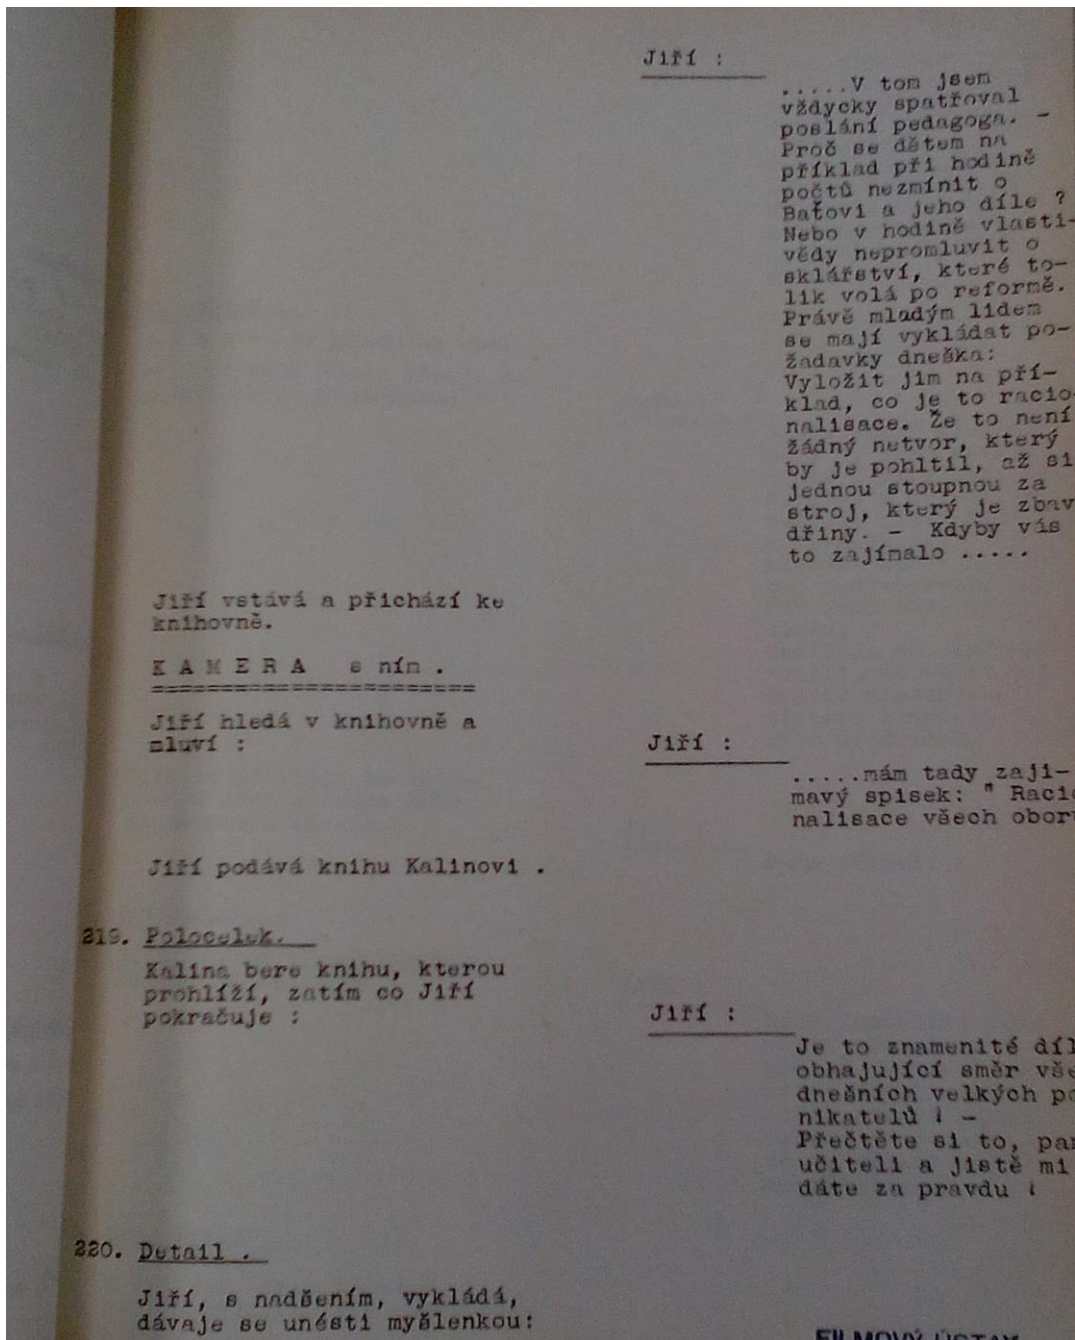 Jiří :
.....V tom jsem
vždycky spatřoval
poslání pedagoga. -
Proč se dětem na
příklad při hodině
počtů nezmínit o
Baťovi a jeho díle ?
Nebo v hodině vlasti-
vědy nepromluvit o
sklářství, které to-
lik volá po reformě.
Právě mladým lidem
se mají vykládat po-
žadavky dneška:
Vyložit jim na pří-
klad, co je to racio-
nalisace. Že to není
žádný netvor, který
by je pohltil, až si
jednou stoupnou za
stroj, který je zbav
dřiny. - Kdyby vás
to zajímalo .....
Jiří vstává a přichází ke
knihovně.
K A M E R A s ním .
=======================
Jiří hledá v knihovně a
mluví :
Jiří :
.....mám tady zají-
mavý spisek: " Racio
nalisace všech oborů
Jiří podává knihu Kalinovi .
219. Polocelek.
Kalina bere knihu, kterou
prohlíží, zatím co Jiří
pokračuje :
Jiří :
Je to znamenité díl
obhajující směr vše
dnešních velkých po
nikatelů ! -
Přečtěte si to, pan
učiteli a jistě mi
dáte za pravdu !
220. Detail .
Jiří, s nadšením, vykládá,
dávaje se unésti myšlenkou:
FILMOVÝ ÚSTAV